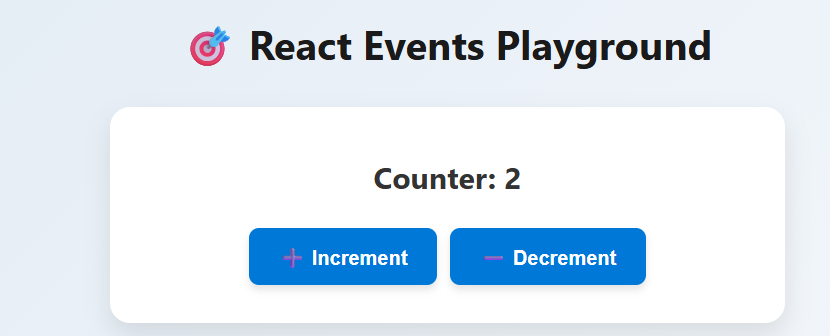 🎯 React Events Playground
Counter: 2
➕ Increment
➖ Decrement